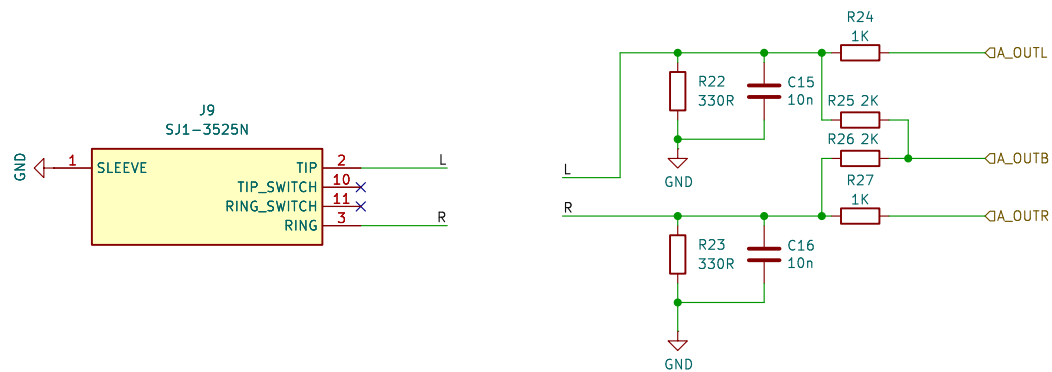 J9
SJ1-3525N
GND
1
SLEEVE
TIP
2
L
TIP_SWITCH
10
RING_SWITCH
11
RING
3
R
R24
1K
A_OUTL
R22
330R
C15
10n
R25 2K
R26 2K
A_OUTB
L
GND
R27
1K
R
A_OUTR
R23
330R
C16
10n
GND